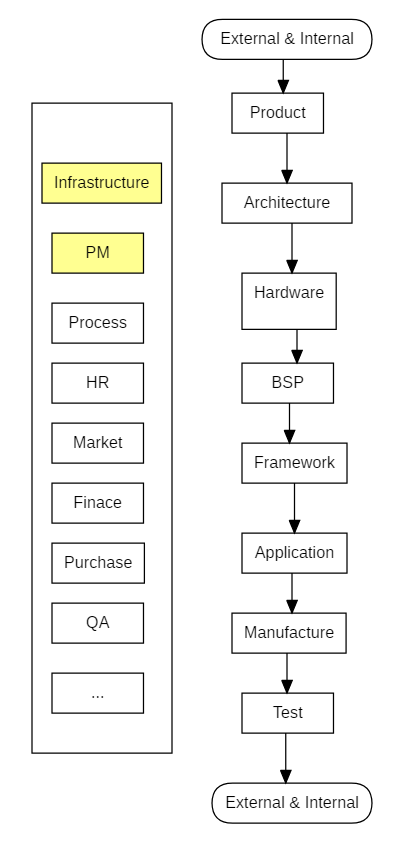 Infrastructure
PM
Process
HR
Market
Finace
Purchase
QA
...
External & Internal
Product
Architecture
Hardware
BSP
Framework
Application
Manufacture
Test
External & Internal